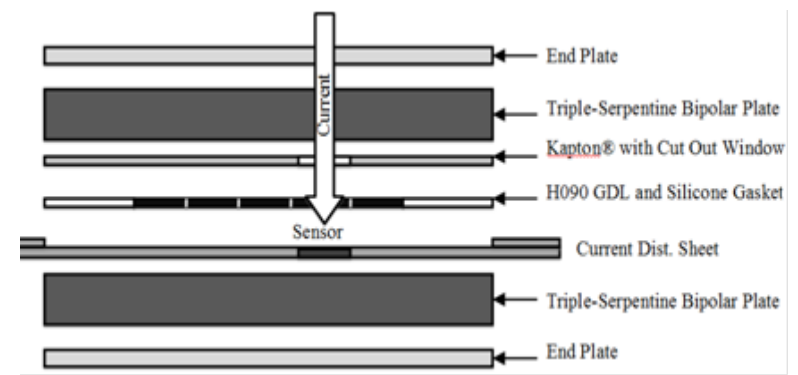 End Plate
Current
Triple-Serpentine Bipolar Plate
Kapton® with Cut Out Window
H090 GDL and Silicone Gasket
Sensor
Current Dist. Sheet
Triple-Serpentine Bipolar Plate
End Plate